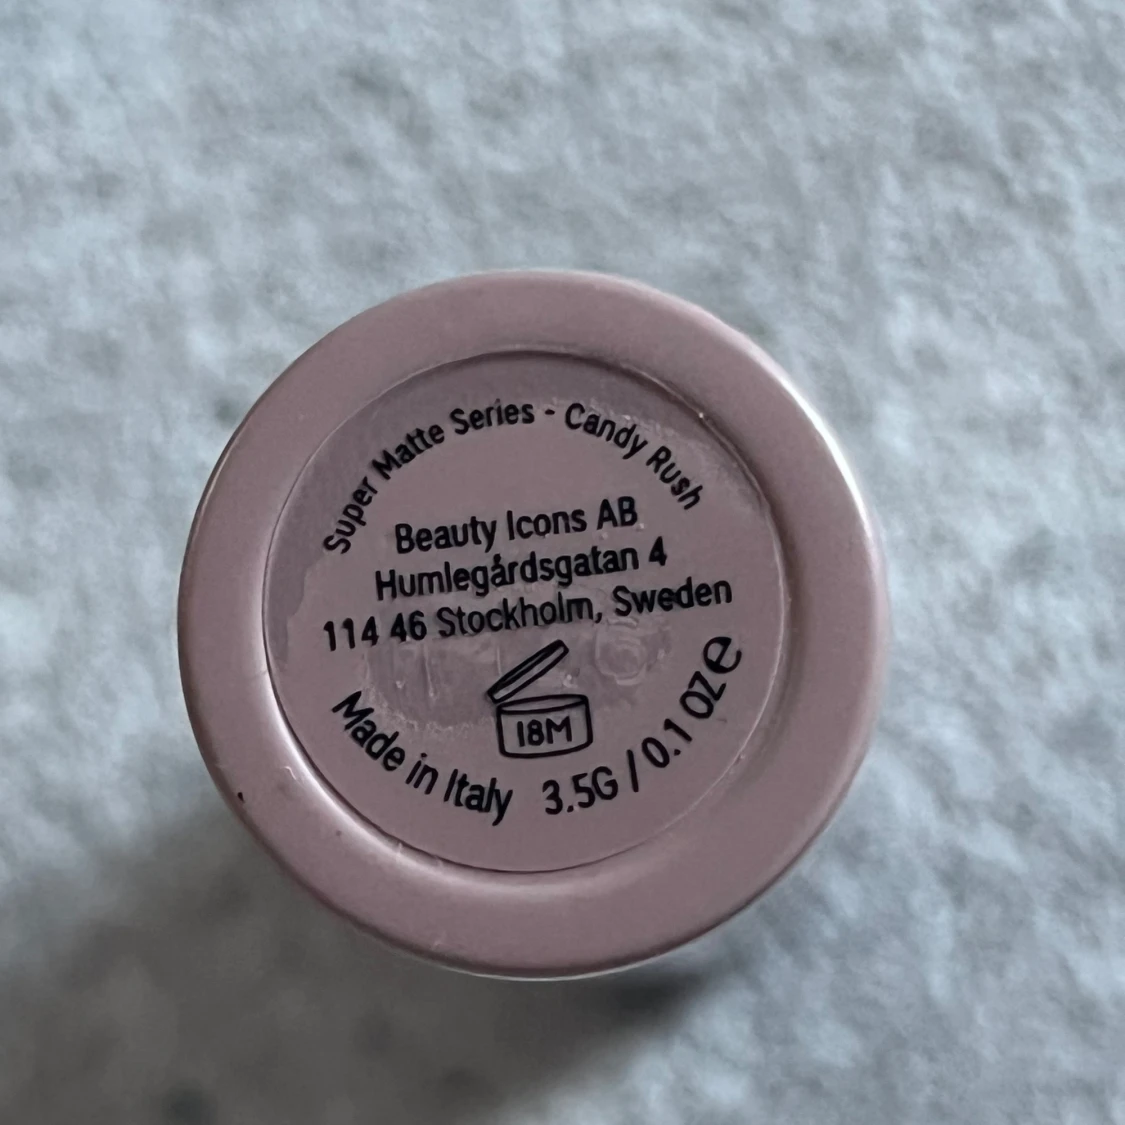 Super Matte Series - Candy Rush
Beauty Icons AB
Humlegårdsgatan 4
114 46 Stockholm, Sweden
18M
Made in Italy
3.5G / 0.1 OZ e